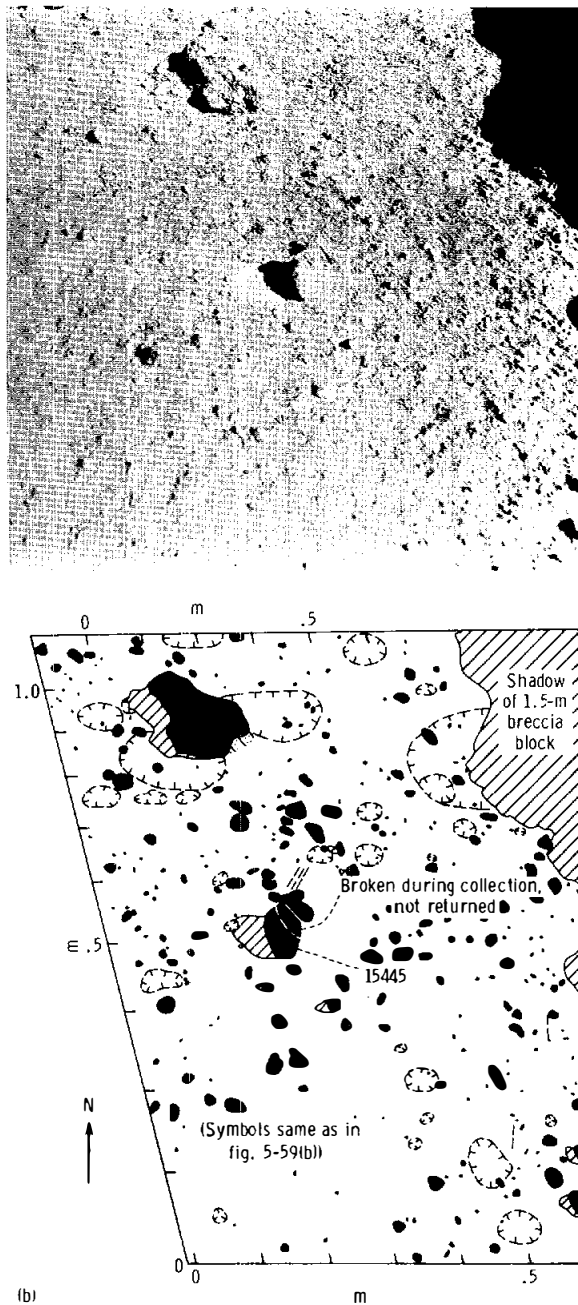 0 m .5
1.0
Shadow
of 1.5-m
breccia
block
Broken during collection,
not returned
m .5
15445
N
(Symbols same as in
fig. 5-59(b))
0
0 m .5
(b)